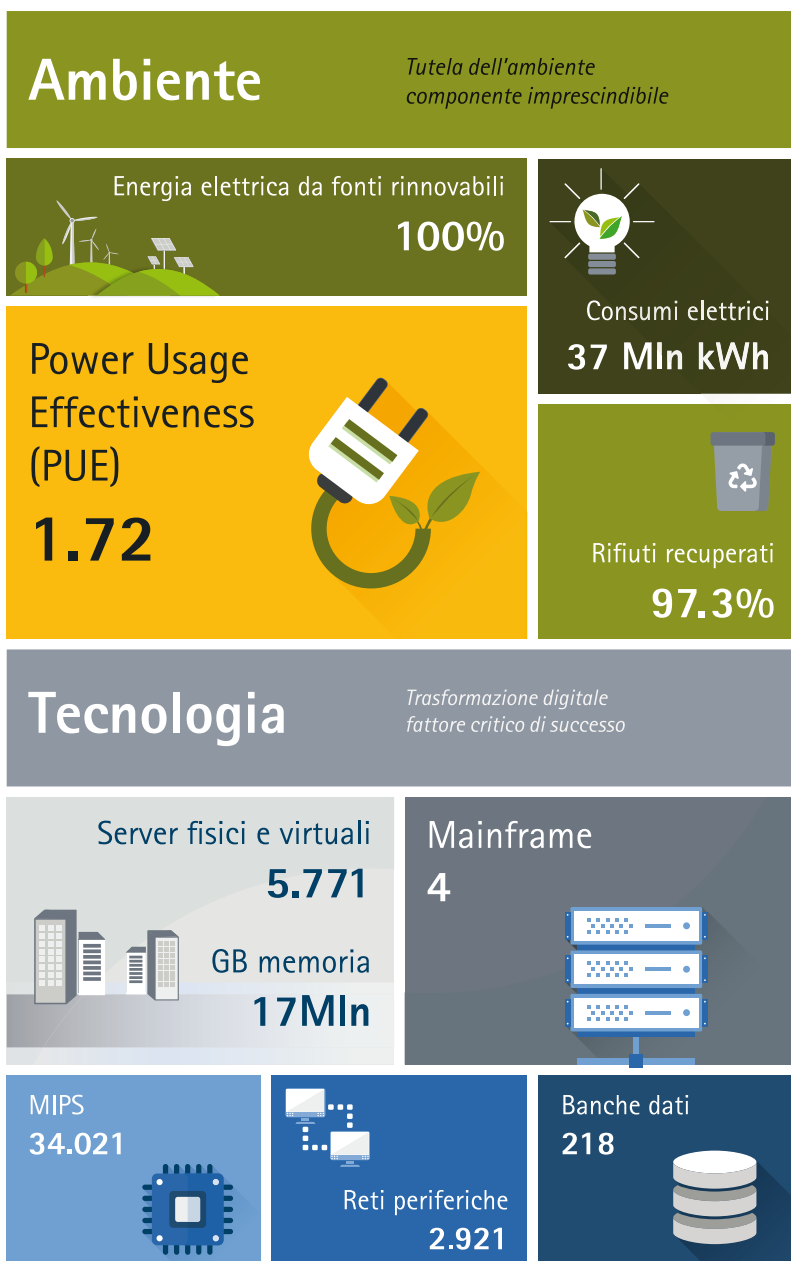 Ambiente
Tutela dell'ambiente
componente imprescindibile
Energia elettrica da fonti rinnovabili
100%
Consumi elettrici
37 Mln kWh
Power Usage
Effectiveness
(PUE)
1.72
Rifiuti recuperati
97.3%
Tecnologia
Trasformazione digitale
fattore critico di successo
Server fisici e virtuali
5.771
GB memoria
17Mln
Mainframe
4
MIPS
34.021
Reti periferiche
2.921
Banche dati
218